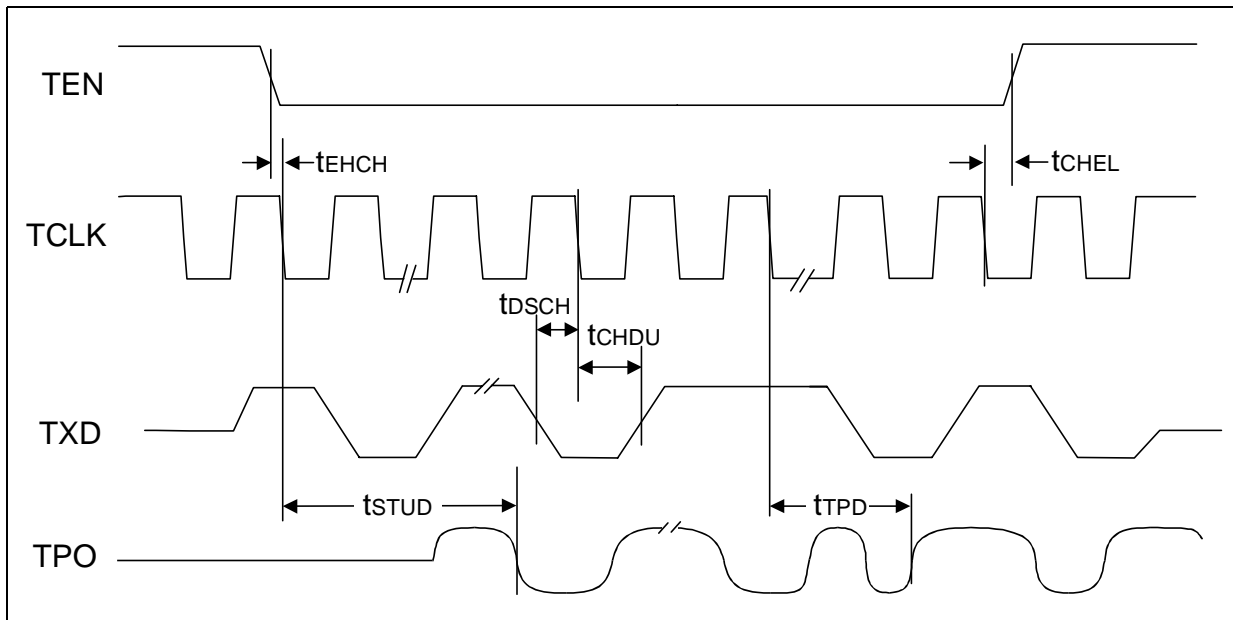 TEN
tEHCH
tCHEL
TCLK
tDSCH
tCHDU
TXD
tSTUD
tTPD
TPO